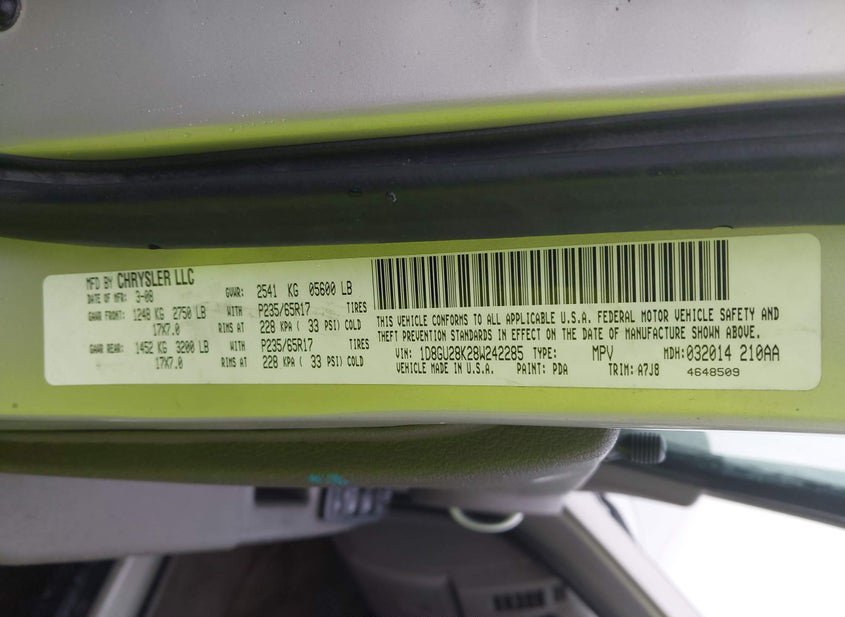 MFD BY CHRYSLER LLC
DATE OF MFR: 3-08
GVWR: 2541 KG 05600 LB
GAWR FRONT: 1248 KG 2750 LB WITH P235/65R17 TIRES
17X7.0 RIMS AT 228 KPA ( 33 PSI) COLD
GAWR REAR: 1452 KG 3200 LB WITH P235/65R17 TIRES
17X7.0 RIMS AT 228 KPA ( 33 PSI) COLD
THIS VEHICLE CONFORMS TO ALL APPLICABLE U.S.A. FEDERAL MOTOR VEHICLE SAFETY AND
THEFT PREVENTION STANDARDS IN EFFECT ON THE DATE OF MANUFACTURE SHOWN ABOVE.
VIN: 1D8GU28K28W242285 TYPE: MPV MDH: 032014 210AA
VEHICLE MADE IN U.S.A. PAINT: PDA TRIM: A7J8 4648509